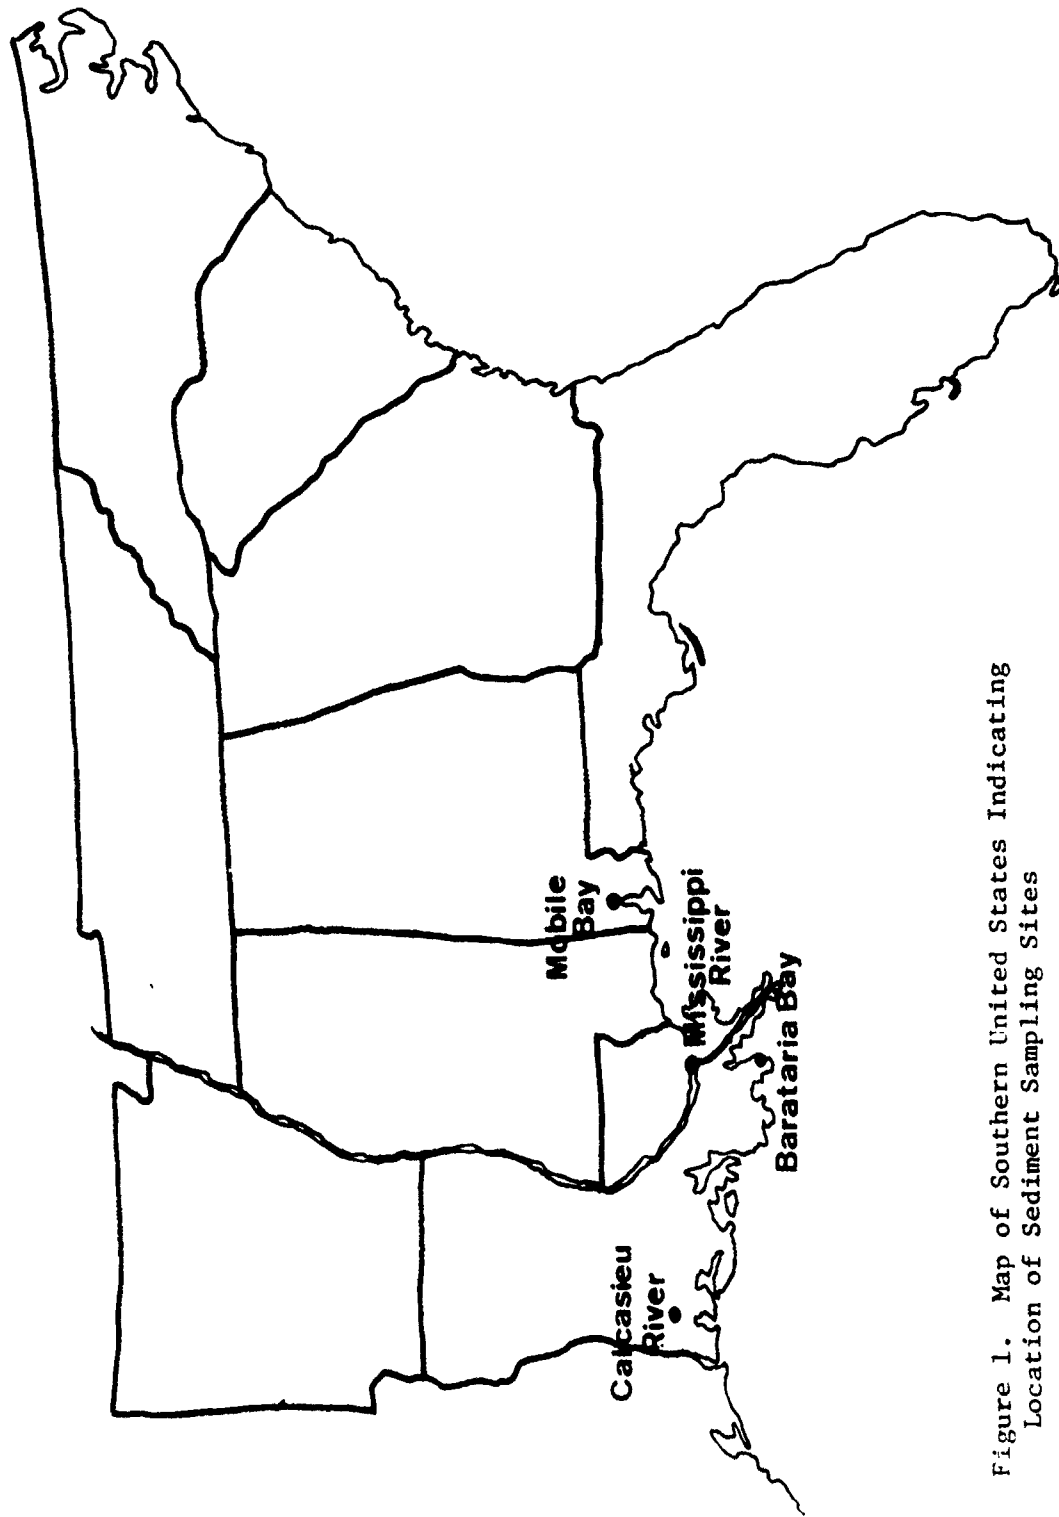 Mobile
Bay
Mississippi
River
Barataria Bay
Calcasieu
River
Figure 1. Map of Southern United States Indicating
Location of Sediment Sampling Sites